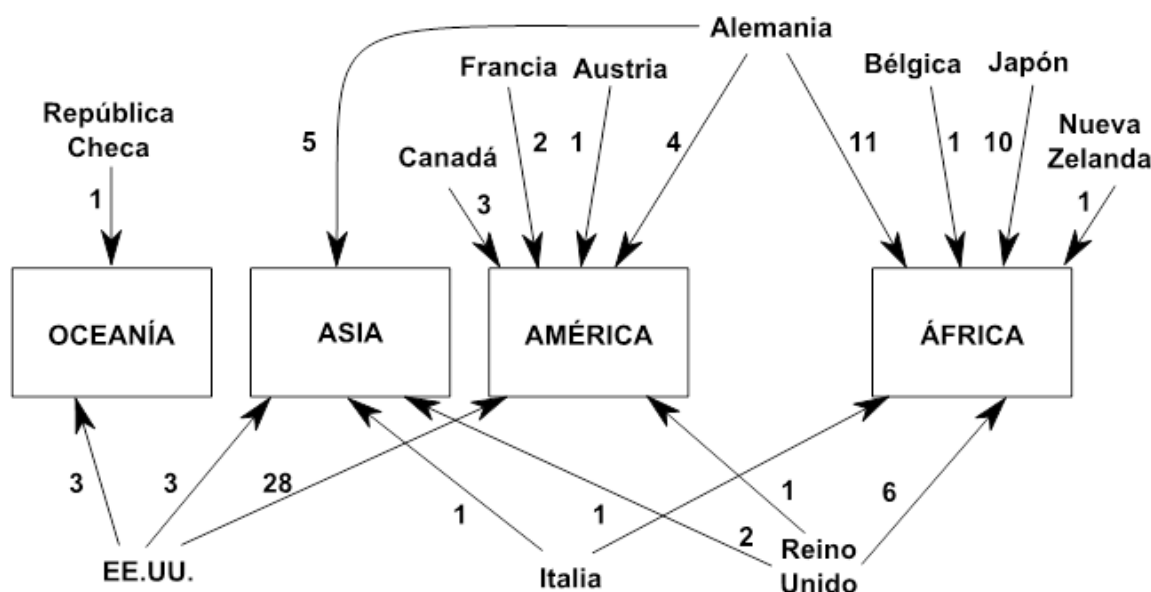 Alemania
Francia
Austria
Bélgica
Japón
República
Checa
Nueva
Zelanda
Canadá
5
2
1
4
11
1
10
3
1
1
OCEANÍA
ASIA
AMÉRICA
ÁFRICA
3
3
28
1
1
2
1
6
EE.UU.
Italia
Reino
Unido